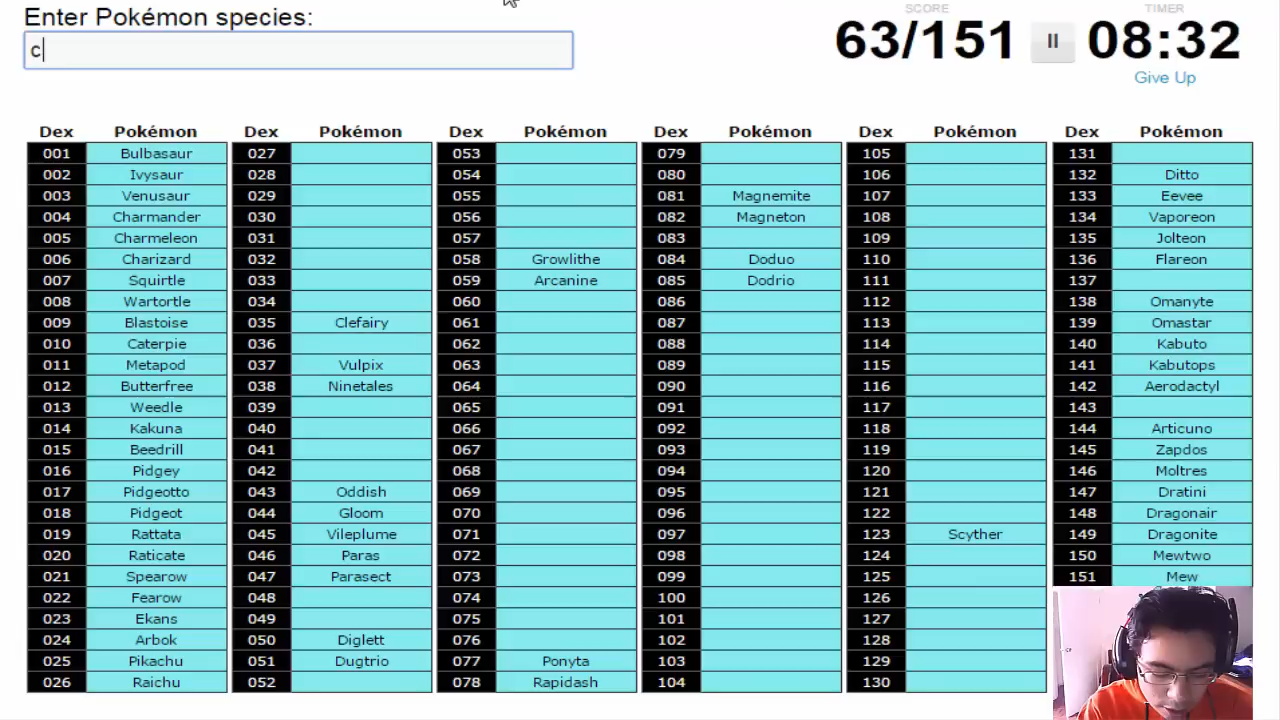 Enter Pokémon species:
c
SCORE
63/151
II
TIMER
08:32
Give Up
Dex Pokémon Dex Pokémon Dex Pokémon Dex Pokémon Dex Pokémon Dex Pokémon
001 Bulbasaur 027 053 079 105 131
002 Ivysaur 028 054 080 106 132 Ditto
003 Venusaur 029 055 081 Magnemite 107 133 Eevee
004 Charmander 030 056 082 Magneton 108 134 Vaporeon
005 Charmeleon 031 057 083 109 135 Jolteon
006 Charizard 032 058 Growlithe 084 Doduo 110 136 Flareon
007 Squirtle 033 059 Arcanine 085 Dodrio 111 137
008 Wartortle 034 060 086 112 138 Omanyte
009 Blastoise 035 Clefairy 061 087 113 139 Omastar
010 Caterpie 036 062 088 114 140 Kabuto
011 Metapod 037 Vulpix 063 089 115 141 Kabutops
012 Butterfree 038 Ninetales 064 090 116 142 Aerodactyl
013 Weedle 039 065 091 117 143
014 Kakuna 040 066 092 118 144 Articuno
015 Beedrill 041 067 093 119 145 Zapdos
016 Pidgey 042 068 094 120 146 Moltres
017 Pidgeotto 043 Oddish 069 095 121 147 Dratini
018 Pidgeot 044 Gloom 070 096 122 148 Dragonair
019 Rattata 045 Vileplume 071 097 123 Scyther 149 Dragonite
020 Raticate 046 Paras 072 098 124 150 Mewtwo
021 Spearow 047 Parasect 073 099 125 151 Mew
022 Fearow 048 074 100 126
023 Ekans 049 075 101 127
024 Arbok 050 Diglett 076 102 128
025 Pikachu 051 Dugtrio 077 Ponyta 103 129
026 Raichu 052 078 Rapidash 104 130